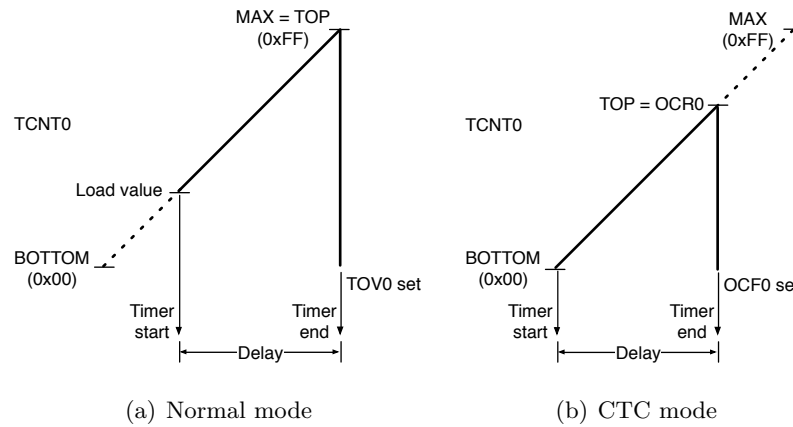 MAX = TOP
(0xFF)
TCNT0
Load value
BOTTOM
(0x00)
TOV0 set
Timer
start
Timer
end
Delay
(a) Normal mode
MAX
(0xFF)
TOP = OCR0
TCNT0
BOTTOM
(0x00)
OCF0 se
Timer
start
Timer
end
Delay
(b) CTC mode